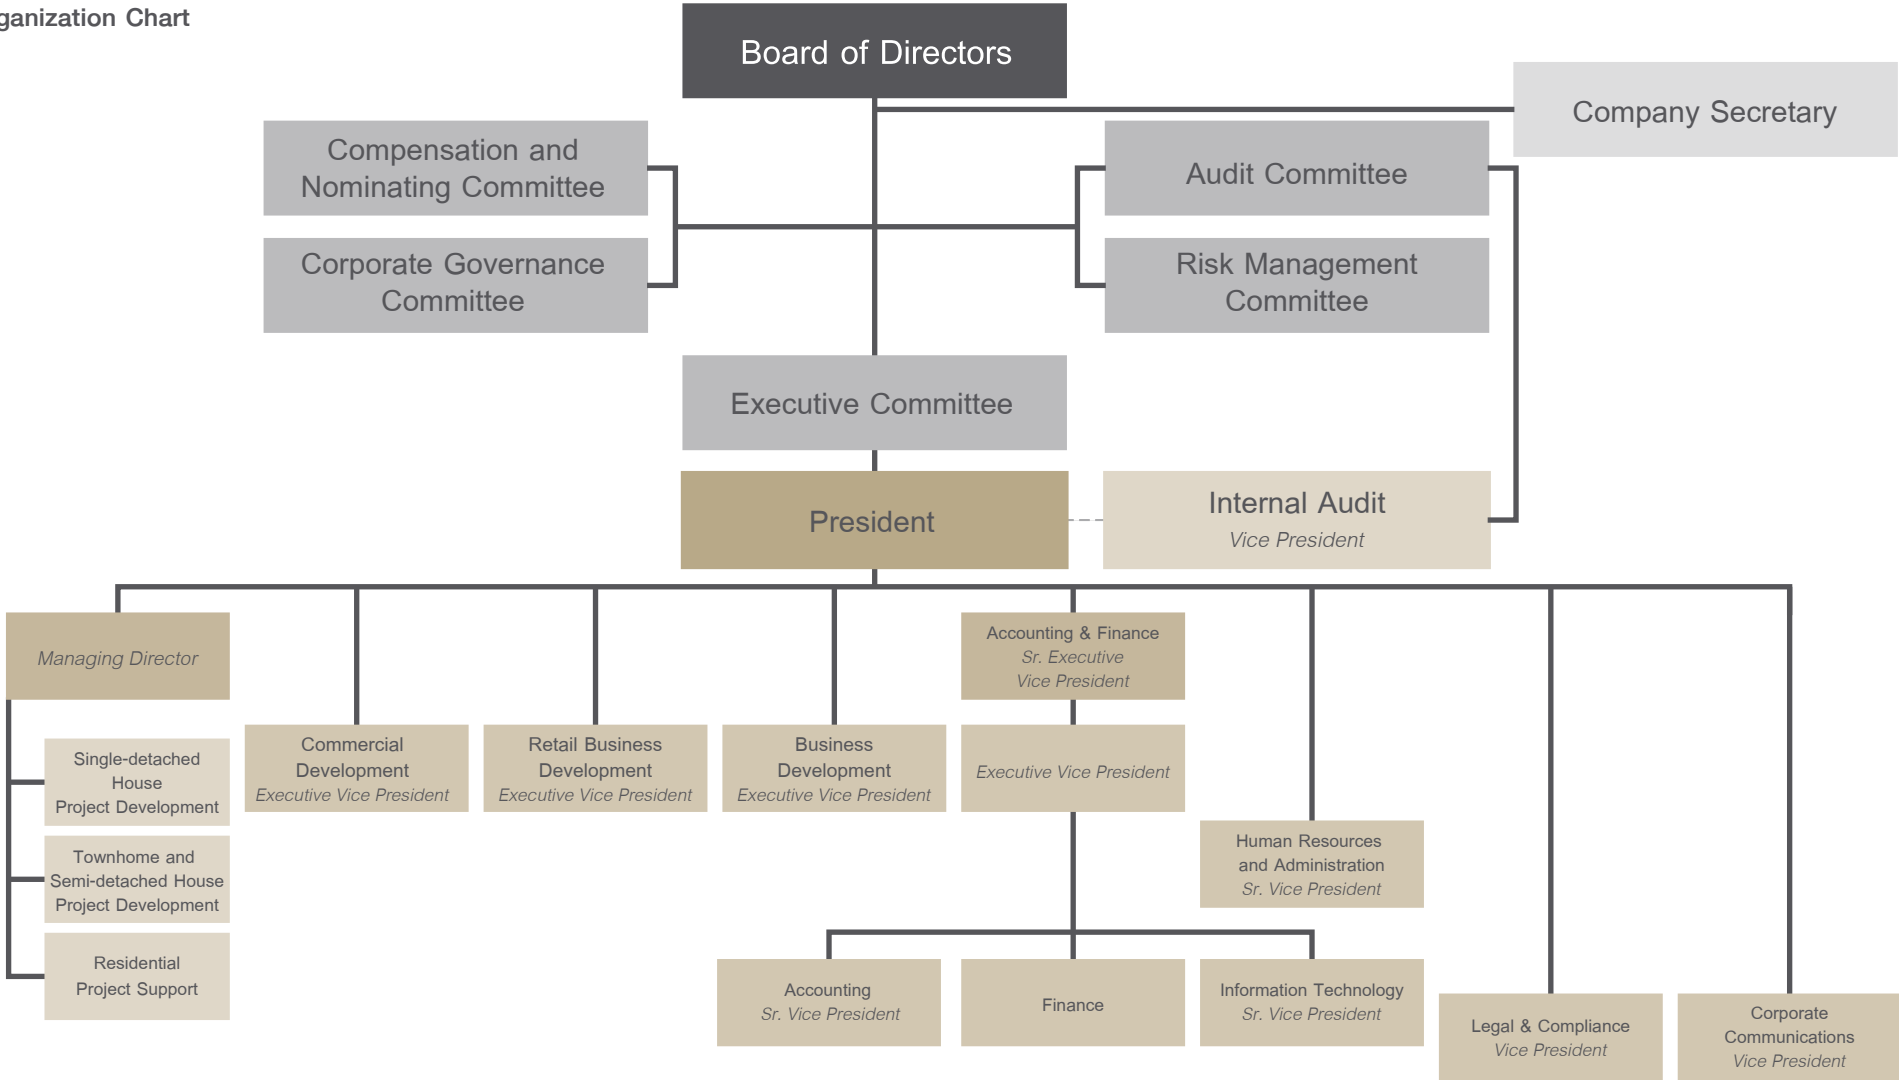 ganization Chart
Board of Directors
Company Secretary
Compensation and
Nominating Committee
Audit Committee
Corporate Governance
Committee
Risk Management
Committee
Executive Committee
President
Internal Audit
Vice President
Managing Director
Accounting & Finance
Sr. Executive
Vice President
Single-detached
House
Project Development
Townhome and
Semi-detached House
Project Development
Residential
Project Support
Commercial
Development
Executive Vice President
Retail Business
Development
Executive Vice President
Business
Development
Executive Vice President
Executive Vice President
Human Resources
and Administration
Sr. Vice President
Accounting
Sr. Vice President
Finance
Information Technology
Sr. Vice President
Legal & Compliance
Vice President
Corporate
Communications
Vice President